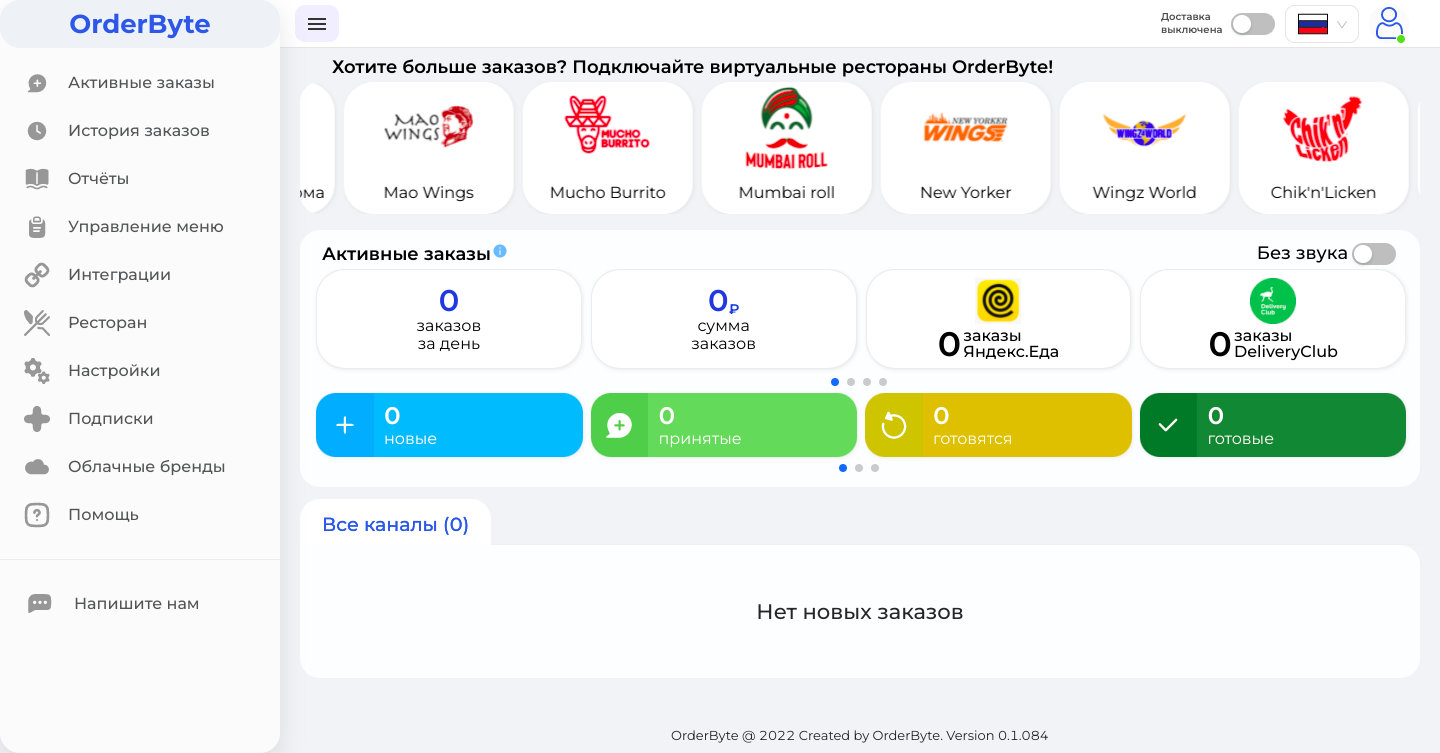 OrderByte
Активные заказы
История заказов
Отчёты
Управление меню
Интеграции
Ресторан
Настройки
Подписки
Облачные бренды
Помощь
Напишите нам
Доставка
выключена
Хотите больше заказов? Подключайте виртуальные рестораны OrderByte!
ома
MAO
WINGS
Mao Wings
MUCHO
BURRITO
Mucho Burrito
MUMBAI ROLL
Mumbai roll
NEW YORKER
WINGS
New Yorker
WINGZ WORLD
Wingz World
Chik'n'
Licken
Chik'n'Licken
Активные заказы
Без звука
0
заказов
за день
0₽
сумма
заказов
0 заказы
Яндекс.Еда
Delivery
Club
0 заказы
DeliveryClub
0
новые
0
принятые
0
готовятся
0
готовые
Все каналы (0)
Нет новых заказов
OrderByte @ 2022 Created by OrderByte. Version 0.1.084